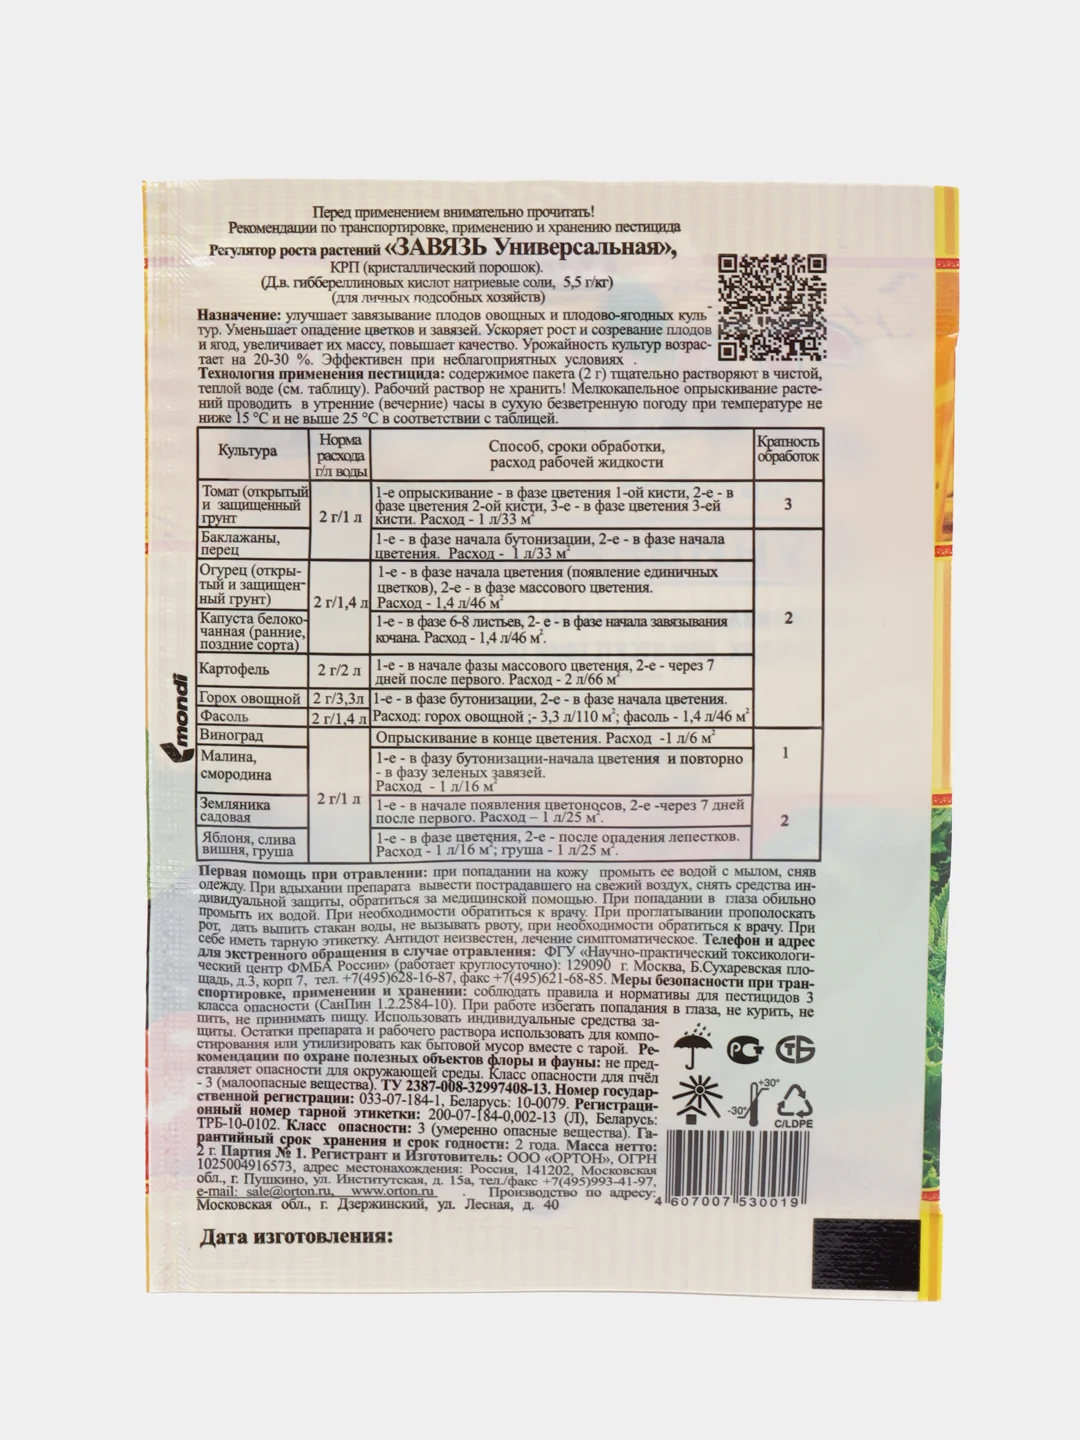 Перед применением внимательно прочитать!
Рекомендации по транспортировке, применению и хранению пестицида
Регулятор роста растений «ЗАВЯЗЬ Универсальная»,
КРП (кристаллический порошок).
(Д.в. гиббереллиновых кислот натриевые соли, 5,5 г/кг)
(для личных подсобных хозяйств)
Назначение: улучшает завязывание плодов овощных и плодово-ягодных куль-
тур. Уменьшает опадение цветков и завязей. Ускоряет рост и созревание плодов
и ягод, увеличивает их массу, повышает качество. Урожайность культур возрас-
тает на 20-30 %. Эффективен при неблагоприятных условиях .
Технология применения пестицида: содержимое пакета (2 г) тщательно растворяют в чистой,
теплой воде (см. таблицу). Рабочий раствор не хранить! Мелкокапельное опрыскивание расте-
ний проводить в утренние (вечерние) часы в сухую безветренную погоду при температуре не
ниже 15 °С и не выше 25 °С в соответствии с таблицей.
Культура
Норма
расхода
г/л воды
Способ, сроки обработки,
расход рабочей жидкости
Кратность
обработок
Томат (открытый
и защищенный
грунт
2 г/1 л
1-е опрыскивание - в фазе цветения 1-ой кисти, 2-е - в
фазе цветения 2-ой кисти, 3-е - в фазе цветения 3-ей
кисти. Расход - 1 л/33 м²
3
Баклажаны,
перец
1-е - в фазе начала бутонизации, 2-е - в фазе начала
цветения. Расход - 1 л/33 м²
Огурец (откры-
тый и защищен-
ный грунт)
2 г/1,4 л
1-е - в фазе начала цветения (появление единичных
цветков), 2-е - в фазе массового цветения.
Расход - 1,4 л/46 м²
2
Капуста белоко-
чанная (ранние,
поздние сорта)
1-е - в фазе 6-8 листьев, 2- е - в фазе начала завязывания
кочана. Расход - 1,4 л/46 м².
Картофель
2 г/2 л
1-е - в начале фазы массового цветения, 2-е - через 7
дней после первого. Расход - 2 л/66 м²
Горох овощной
2 г/3,3л
1-е - в фазе бутонизации, 2-е - в фазе начала цветения.
Фасоль
2 г/1,4 л
Расход: горох овощной ;- 3,3 л/110 м²; фасоль - 1,4 л/46 м²
Виноград
2 г/1 л
Опрыскивание в конце цветения. Расход -1 л/6 м²
1
Малина,
смородина
1-е - в фазу бутонизации-начала цветения и повторно
- в фазу зеленых завязей.
Расход - 1 л/16 м²
Земляника
садовая
1-е - в начале появления цветоносов, 2-е -через 7 дней
после первого. Расход – 1 л/25 м².
2
Яблоня, слива
вишня, груша
1-е - в фазе цветения, 2-е - после опадения лепестков.
Расход - 1 л/16 м²; груша - 1 л/25 м².
Первая помощь при отравлении: при попадании на кожу промыть ее водой с мылом, сняв
одежду. При вдыхании препарата вывести пострадавшего на свежий воздух, снять средства ин-
дивидуальной защиты, обратиться за медицинской помощью. При попадании в глаза обильно
промыть их водой. При необходимости обратиться к врачу. При проглатывании прополоскать
рот, дать выпить стакан воды, не вызывать рвоту, при необходимости обратиться к врачу. При
себе иметь тарную этикетку. Антидот неизвестен, лечение симптоматическое. Телефон и адрес
для экстренного обращения в случае отравления: ФГУ «Научно-практический токсикологи-
ческий центр ФМБА России» (работает круглосуточно): 129090 г. Москва, Б.Сухаревская пло-
щадь, д.3, корп 7, тел. +7(495)628-16-87, факс +7(495)621-68-85. Меры безопасности при тран-
спортировке, применении и хранении: соблюдать правила и нормативы для пестицидов 3
класса опасности (СанПин 1.2.2584-10). При работе избегать попадания в глаза, не курить, не
пить, не принимать пищу. Использовать индивидуальные средства за-
щиты. Остатки препарата и рабочего раствора использовать для компо-
стирования или утилизировать как бытовой мусор вместе с тарой. Ре-
комендации по охране полезных объектов флоры и фауны: не пред-
ставляет опасности для окружающей среды. Класс опасности для пчёл
- 3 (малоопасные вещества). ТУ 2387-008-32997408-13. Номер государ-
ственной регистрации: 033-07-184-1, Беларусь: 10-0079. Регистраци-
онный номер тарной этикетки: 200-07-184-0,002-13 (Л), Беларусь:
ТРБ-10-0102. Класс опасности: 3 (умеренно опасные вещества). Га-
рантийный срок хранения и срок годности: 2 года. Масса нетто:
2 г. Партия № 1. Регистрант и Изготовитель: ООО «ОРТОН», ОГРН
1025004916573, адрес местонахождения: Россия, 141202, Московская
обл., г. Пушкино, ул. Институтская, д. 15а, тел./факс +7(495)993-41-97,
e-mail: sale@orton.ru, www.orton.ru . Производство по адресу:
Московская обл., г. Дзержинский, ул. Лесная, д. 40
РСТ
СТБ
+30°
-30°
C/LDPE
4 607007 530019
Дата изготовления:
mondi